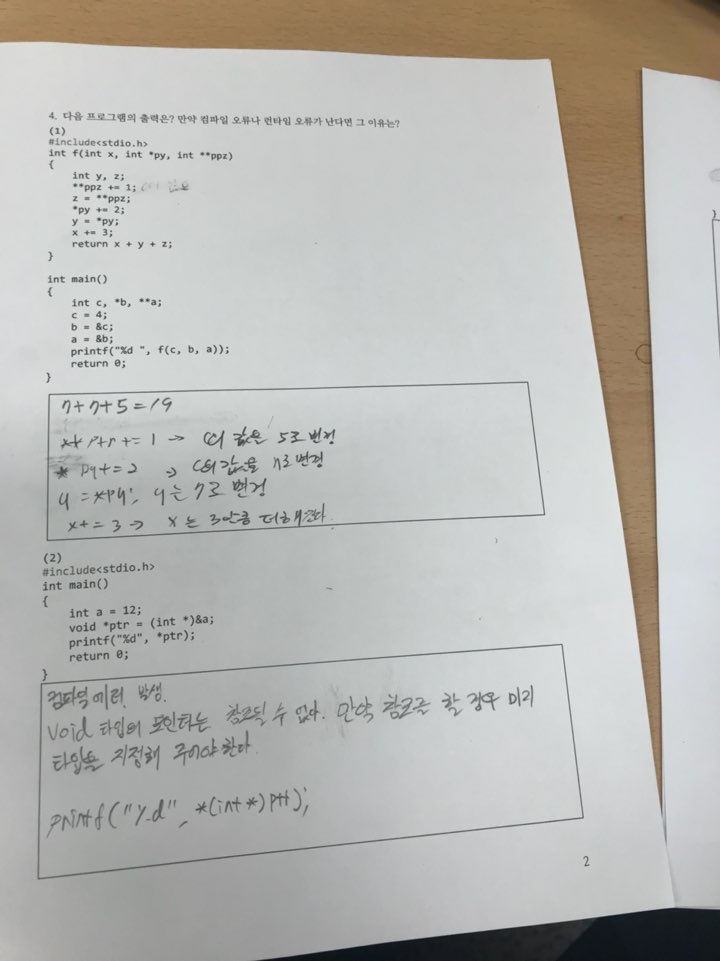 4. 다음 프로그램의 출력은? 만약 컴파일 오류나 런타임 오류가 난다면 그 이유는?
(1)
#include<stdio.h>
int f(int x, int *py, int **ppz)
{
int y, z;
**ppz += 1;
z = **ppz;
*py += 2;
y = *py;
x += 3;
return x + y + z;
}
int main()
{
int c, *b, **a;
c = 4;
b = &c;
a = &b;
printf("%d ", f(c, b, a));
return 0;
}
7+7+5=19
+= 1 → c의 값은 5로 변경
* py+=2 → c의 값을 7로 변경
y = *py; y는 7로 변경
x+=3 → x는 3만큼 더해진다.
(2)
#include<stdio.h>
int main()
{
int a = 12;
void *ptr = (int *)&a;
printf("%d", *ptr);
return 0;
}
컴파일에러 발생.
void 타입의 포인터는 참조될 수 없다. 만약 참조를 할 경우 미리
타입을 지정해 주어야 한다.
printf("%d", *(int*)ptr);
2